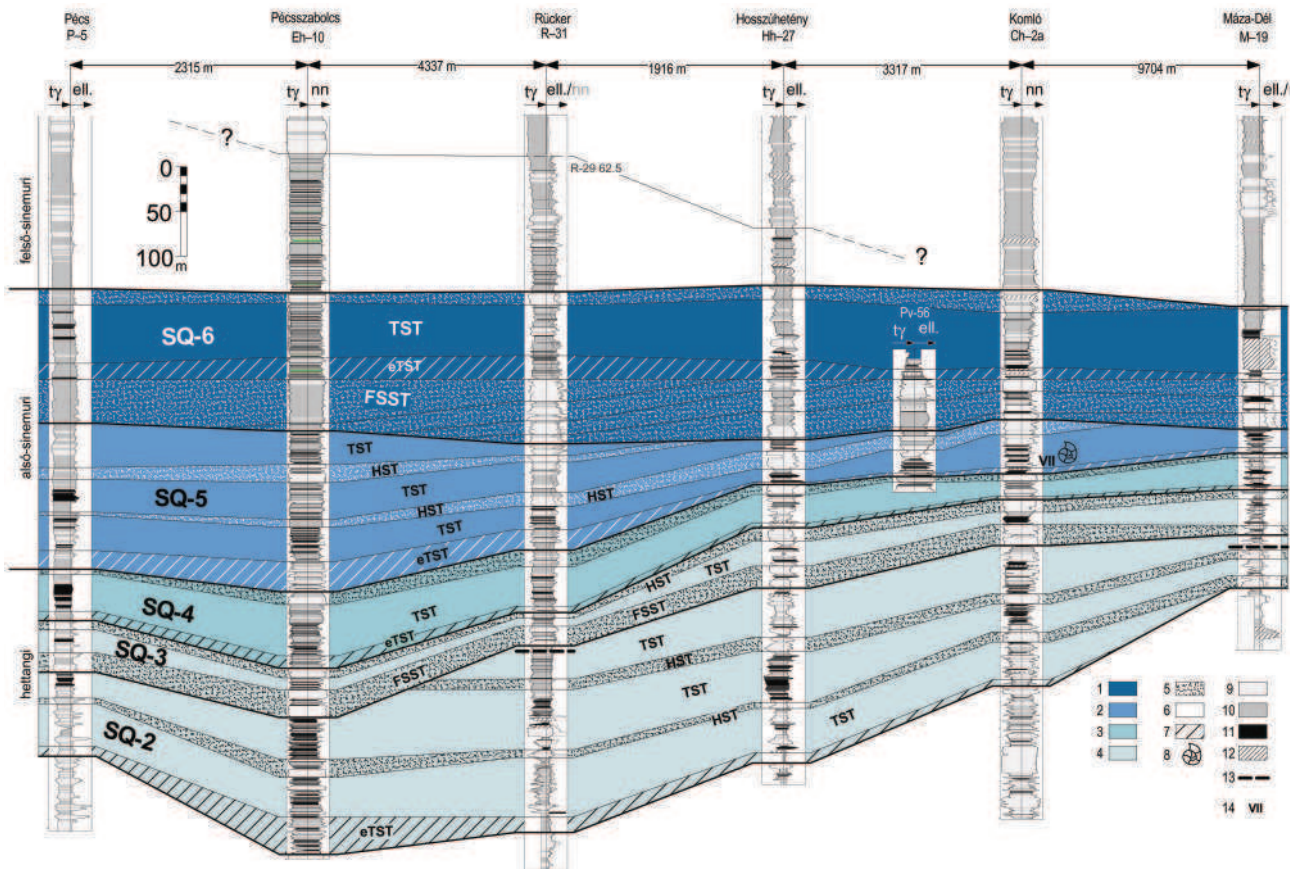 Pécs
P–5
Pécsszabolcs
Eh–10
Rücker
R–31
Hosszúhetény
Hh–27
Komló
Ch–2a
Máza-Dél
M–19
2315 m
4337 m
1916 m
3317 m
9704 m
tγ ell.
tγ nn
tγ ell./nn
tγ ell.
tγ nn
tγ ell./
?
R-29 62.5
?
0
50
100 m
felső-sinemuri
alsó-sinemuri
hettangi
Pv-56
tγ ell.
SQ-6
TST
eTST
FSST
TST
HST
SQ-5
TST
HST
HST
TST
eTST
VII
SQ-4
TST
eTST
HST
TST
SQ-3
FSST
FSST
TST
HST
SQ-2
TST
HST
TST
eTST
1
2
3
4
5
6
7
8
9
10
11
12
13
14 VII